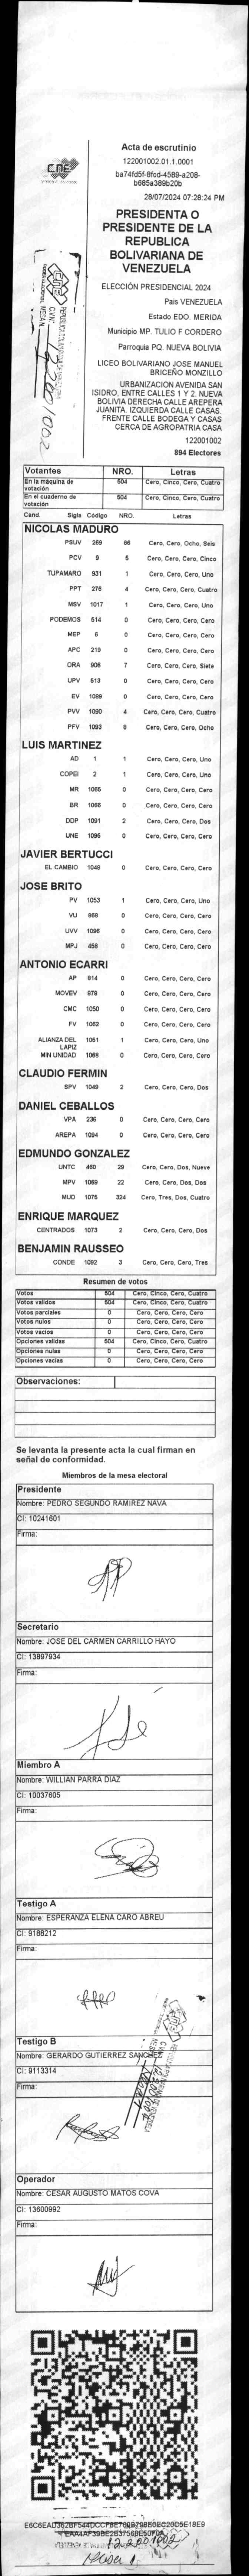 Acta de escrutinio
122001002.01.1.0001
ba74fd5f-8fcd-4589-a208-
b685a389b20b
28/07/2024 07:28:24 PM
PRESIDENTA O
PRESIDENTE DE LA
REPUBLICA
BOLIVARIANA DE
VENEZUELA
ELECCIÓN PRESIDENCIAL 2024
País VENEZUELA
Estado EDO. MERIDA
Municipio MP. TULIO F CORDERO
Parroquia PQ. NUEVA BOLIVIA
LICEO BOLIVARIANO JOSE MANUEL
BRICEÑO MONZILLO
URBANIZACION AVENIDA SAN
ISIDRO. ENTRE CALLES 1 Y 2. NUEVA
BOLIVIA DERECHA CALLE AREPERA
JUANITA. IZQUIERDA CALLE CASAS.
FRENTE CALLE BODEGA Y CASAS
CERCA DE AGROPATRIA CASA
122001002
894 Electores
CNE
Votantes NRO. Letras
En la máquina de votación 504 Cero, Cinco, Cero, Cuatro
En el cuaderno de votación 504 Cero, Cinco, Cero, Cuatro
Cand. Sigla Código NRO. Letras
NICOLAS MADURO
PSUV 269 86 Cero, Cero, Ocho, Seis
PCV 9 5 Cero, Cero, Cero, Cinco
TUPAMARO 931 1 Cero, Cero, Cero, Uno
PPT 276 4 Cero, Cero, Cero, Cuatro
MSV 1017 1 Cero, Cero, Cero, Uno
PODEMOS 514 0 Cero, Cero, Cero, Cero
MEP 6 0 Cero, Cero, Cero, Cero
APC 219 0 Cero, Cero, Cero, Cero
ORA 906 7 Cero, Cero, Cero, Siete
UPV 513 0 Cero, Cero, Cero, Cero
EV 1089 0 Cero, Cero, Cero, Cero
PVV 1090 4 Cero, Cero, Cero, Cuatro
PFV 1093 8 Cero, Cero, Cero, Ocho
LUIS MARTINEZ
AD 1 1 Cero, Cero, Cero, Uno
COPEI 2 1 Cero, Cero, Cero, Uno
MR 1065 0 Cero, Cero, Cero, Cero
BR 1066 0 Cero, Cero, Cero, Cero
DDP 1091 2 Cero, Cero, Cero, Dos
UNE 1095 0 Cero, Cero, Cero, Cero
JAVIER BERTUCCI
EL CAMBIO 1048 0 Cero, Cero, Cero, Cero
JOSE BRITO
PV 1053 1 Cero, Cero, Cero, Uno
VU 868 0 Cero, Cero, Cero, Cero
UVV 1096 0 Cero, Cero, Cero, Cero
MPJ 458 0 Cero, Cero, Cero, Cero
ANTONIO ECARRI
AP 814 0 Cero, Cero, Cero, Cero
MOVEV 878 0 Cero, Cero, Cero, Cero
CMC 1050 0 Cero, Cero, Cero, Cero
FV 1062 0 Cero, Cero, Cero, Cero
ALIANZA DEL LAPIZ 1051 1 Cero, Cero, Cero, Uno
MIN UNIDAD 1068 0 Cero, Cero, Cero, Cero
CLAUDIO FERMIN
SPV 1049 2 Cero, Cero, Cero, Dos
DANIEL CEBALLOS
VPA 236 0 Cero, Cero, Cero, Cero
AREPA 1094 0 Cero, Cero, Cero, Cero
EDMUNDO GONZALEZ
UNTC 460 29 Cero, Cero, Dos, Nueve
MPV 1069 22 Cero, Cero, Dos, Dos
MUD 1075 324 Cero, Tres, Dos, Cuatro
ENRIQUE MARQUEZ
CENTRADOS 1073 2 Cero, Cero, Cero, Dos
BENJAMIN RAUSSEO
CONDE 1092 3 Cero, Cero, Cero, Tres
Resumen de votos
Votos 504 Cero, Cinco, Cero, Cuatro
Votos validos 504 Cero, Cinco, Cero, Cuatro
Votos parciales 0 Cero, Cero, Cero, Cero
Votos nulos 0 Cero, Cero, Cero, Cero
Votos vacios 0 Cero, Cero, Cero, Cero
Opciones validas 504 Cero, Cinco, Cero, Cuatro
Opciones nulas 0 Cero, Cero, Cero, Cero
Opciones vacias 0 Cero, Cero, Cero, Cero
Observaciones:
Se levanta la presente acta la cual firman en
señal de conformidad.
Miembros de la mesa electoral
Presidente
Nombre: PEDRO SEGUNDO RAMIREZ NAVA
CI: 10241601
Firma:
Secretario
Nombre: JOSE DEL CARMEN CARRILLO HAYO
CI: 13897934
Firma:
Miembro A
Nombre: WILLIAN PARRA DIAZ
CI: 10037605
Firma:
Testigo A
Nombre: ESPERANZA ELENA CARO ABREU
CI: 9188212
Firma:
Testigo B
Nombre: GERARDO GUTIERREZ SANCHEZ
CI: 9113314
Firma:
Operador
Nombre: CESAR AUGUSTO MATOS COVA
CI: 13600992
Firma:
122001002